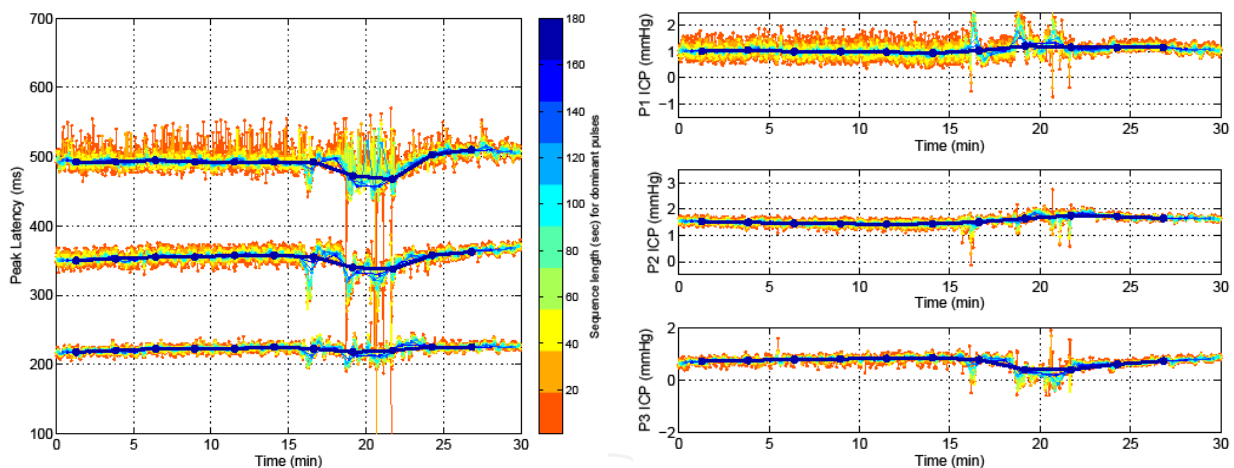 700
600
500
400
300
200
100
Peak Latency (ms)
0 5 10 15 20 25 30
Time (min)
180
160
140
120
100
80
60
40
20
Sequence length (sec) for dominant pulses
2
1
0
−1
P1 ICP (mmHg)
0 5 10 15 20 25 30
Time (min)
3
2
1
0
P2 ICP (mmHg)
0 5 10 15 20 25 30
Time (min)
2
0
−2
P3 ICP (mmHg)
0 5 10 15 20 25 30
Time (min)